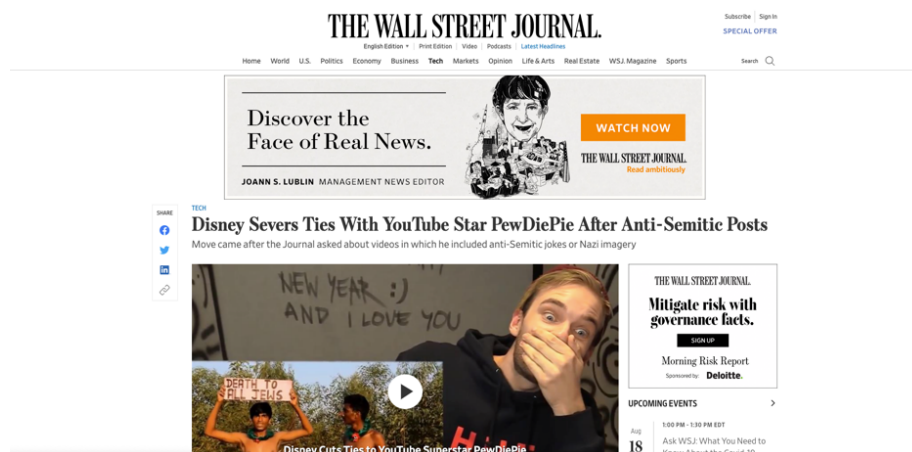 THE WALL STREET JOURNAL.
Subscribe | Sign In
SPECIAL OFFER
English Edition | Print Edition | Video | Podcasts | Latest Headlines
Home World U.S. Politics Economy Business Tech Markets Opinion Life & Arts Real Estate WSJ. Magazine Sports
Search
Discover the
Face of Real News.
JOANN S. LUBLIN MANAGEMENT NEWS EDITOR
WATCH NOW
THE WALL STREET JOURNAL.
Read ambitiously
SHARE
TECH
Disney Severs Ties With YouTube Star PewDiePie After Anti-Semitic Posts
Move came after the Journal asked about videos in which he included anti-Semitic jokes or Nazi imagery
NEW YEAR :)
AND I LOVE YOU
DEATH TO
ALL JEWS
Disney Cuts Ties to YouTube Superstar PewDiePie
THE WALL STREET JOURNAL.
Mitigate risk with
governance facts.
SIGN UP
Morning Risk Report
Sponsored by Deloitte.
UPCOMING EVENTS
Aug
18
1:00 PM - 1:30 PM EDT
Ask WSJ: What You Need to
Know About the Covid-19